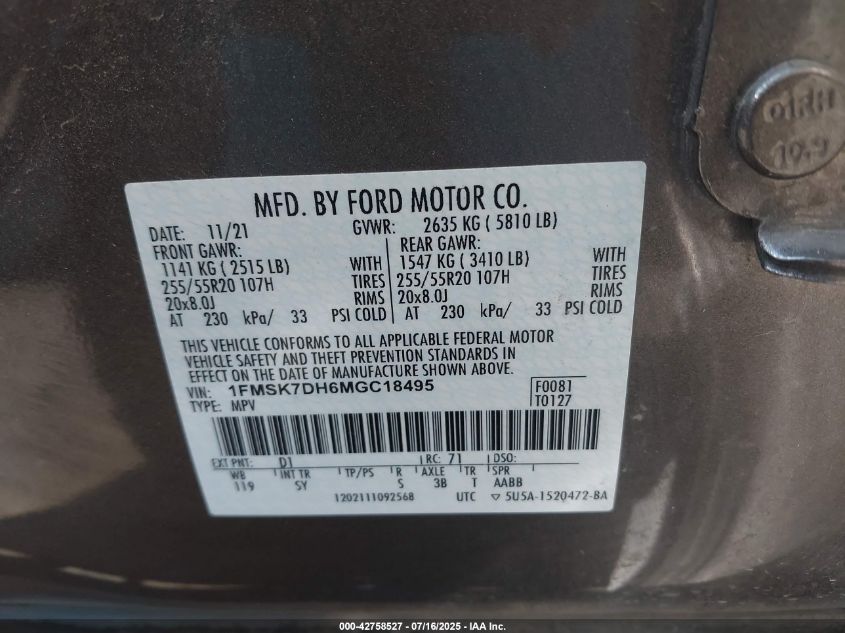 01RH
19.9
MFD. BY FORD MOTOR CO.
DATE: 11/21 GVWR: 2635 KG ( 5810 LB)
FRONT GAWR: REAR GAWR:
1141 KG ( 2515 LB) WITH 1547 KG ( 3410 LB) WITH
255/55R20 107H TIRES 255/55R20 107H TIRES
20x8.0J RIMS 20x8.0J RIMS
AT 230 kPa/ 33 PSI COLD AT 230 kPa/ 33 PSI COLD
THIS VEHICLE CONFORMS TO ALL APPLICABLE FEDERAL MOTOR
VEHICLE SAFETY AND THEFT PREVENTION STANDARDS IN
EFFECT ON THE DATE OF MANUFACTURE SHOWN ABOVE.
VIN: 1FMSK7DH6MGC18495 F0081
TYPE: MPV T0127
EXT PNT: D1 RC: 71 DSO:
WB INT TR TP/PS R AXLE TR SPR
119 SY S 3B T AABB
1202111092568 UTC ▽ 5U5A-1520472-BA
000-42758527 - 07/16/2025 - IAA Inc.